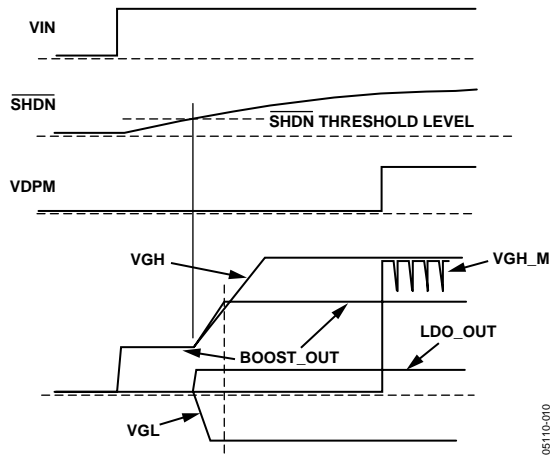 VIN
SHDN
SHDN THRESHOLD LEVEL
VDPM
VGH
VGH_M
BOOST_OUT
LDO_OUT
VGL
05110-010